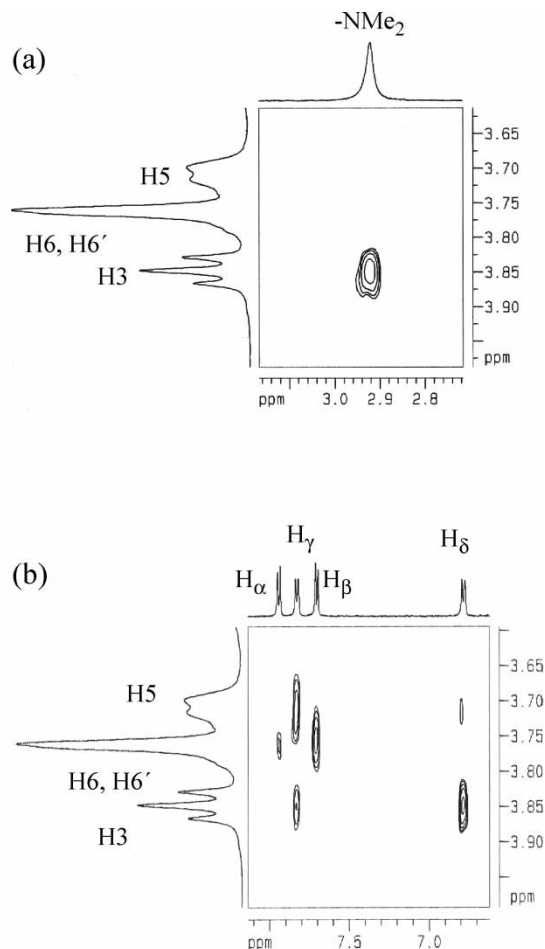 -NMe₂
(a)
H5
H6, H6´
H3
3.65
3.70
3.75
3.80
3.85
3.90
ppm
ppm 3.0 2.9 2.8
(b)
Hα Hγ Hβ Hδ
H5
H6, H6´
H3
3.65
3.70
3.75
3.80
3.85
3.90
ppm
ppm 7.5 7.0